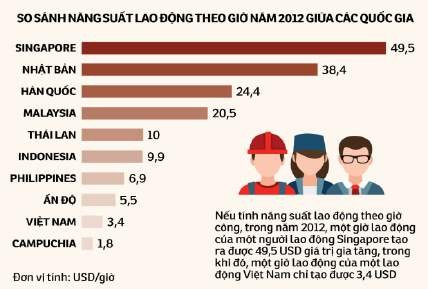 SO SÁNH NĂNG SUẤT LAO ĐỘNG THEO GIỜ NĂM 2012 GIỮA CÁC QUỐC GIA
SINGAPORE 49,5
NHẬT BẢN 38,4
HÀN QUỐC 24,4
MALAYSIA 20,5
THÁI LAN 10
INDONESIA 9,9
PHILIPPINES 6,9
ẤN ĐỘ 5,5
VIỆT NAM 3,4
CAMPUCHIA 1,8
Đơn vị tính: USD/giờ
Nếu tính năng suất lao động theo giờ
công, trong năm 2012, một giờ lao động
của một người lao động Singapore tạo
ra được 49,5 USD giá trị gia tăng, trong
khi đó, một giờ lao động của một lao
động Việt Nam chỉ tạo được 3,4 USD